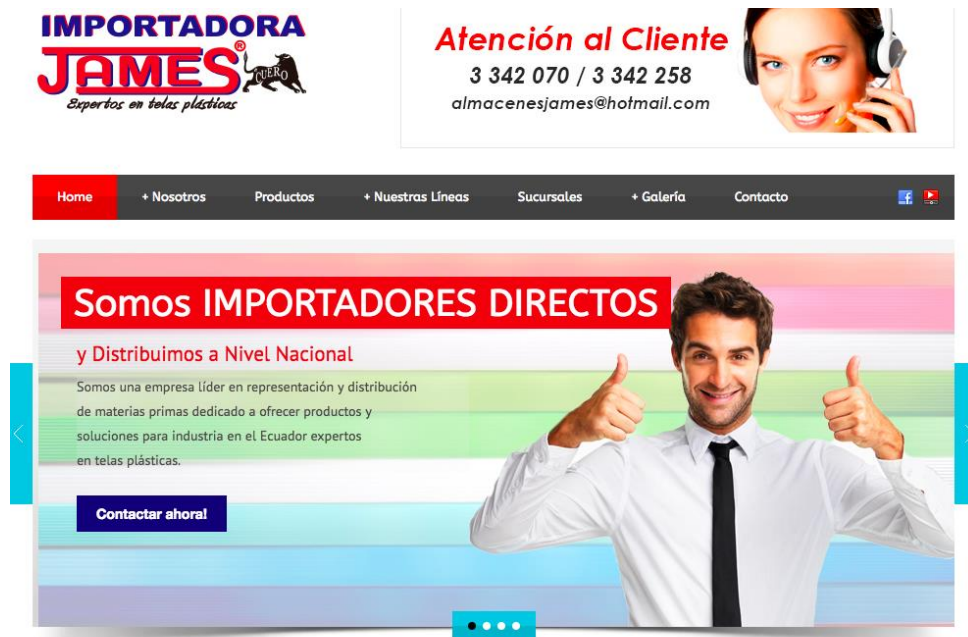 IMPORTADORA
JAMES®
CUERO
Expertos en telas plásticas
Atención al Cliente
3 342 070 / 3 342 258
almacenesjames@hotmail.com
Home + Nosotros Productos + Nuestras Líneas Sucursales + Galería Contacto
Somos IMPORTADORES DIRECTOS
y Distribuimos a Nivel Nacional
Somos una empresa líder en representación y distribución
de materias primas dedicado a ofrecer productos y
soluciones para industria en el Ecuador expertos
en telas plásticas.
Contactar ahora!